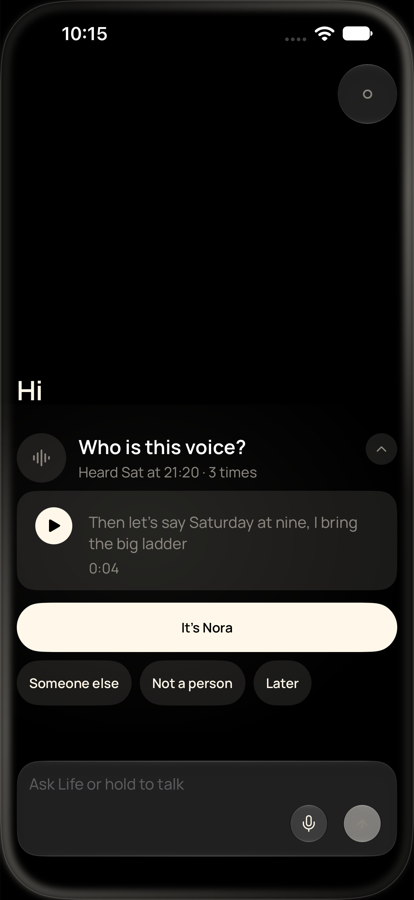 10:15
Hi
Who is this voice?
Heard Sat at 21:20 · 3 times
Then let's say Saturday at nine, I bring
the big ladder
0:04
It's Nora
Someone else
Not a person
Later
Ask Life or hold to talk